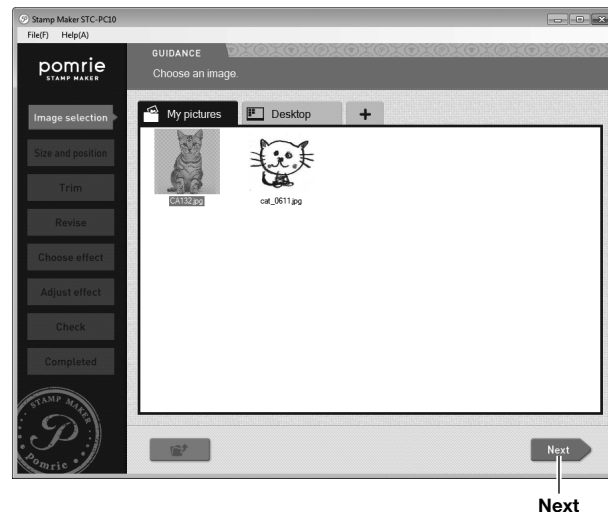 Stamp Maker STC-PC10
File(F) Help(A)
pomrie
STAMP MAKER
GUIDANCE
Choose an image.
Image selection
Size and position
Trim
Revise
Choose effect
Adjust effect
Check
Completed
My pictures
Desktop
+
CA132.jpg
cat_0611.jpg
STAMP MAKER
P
Pomrie
Next
Next